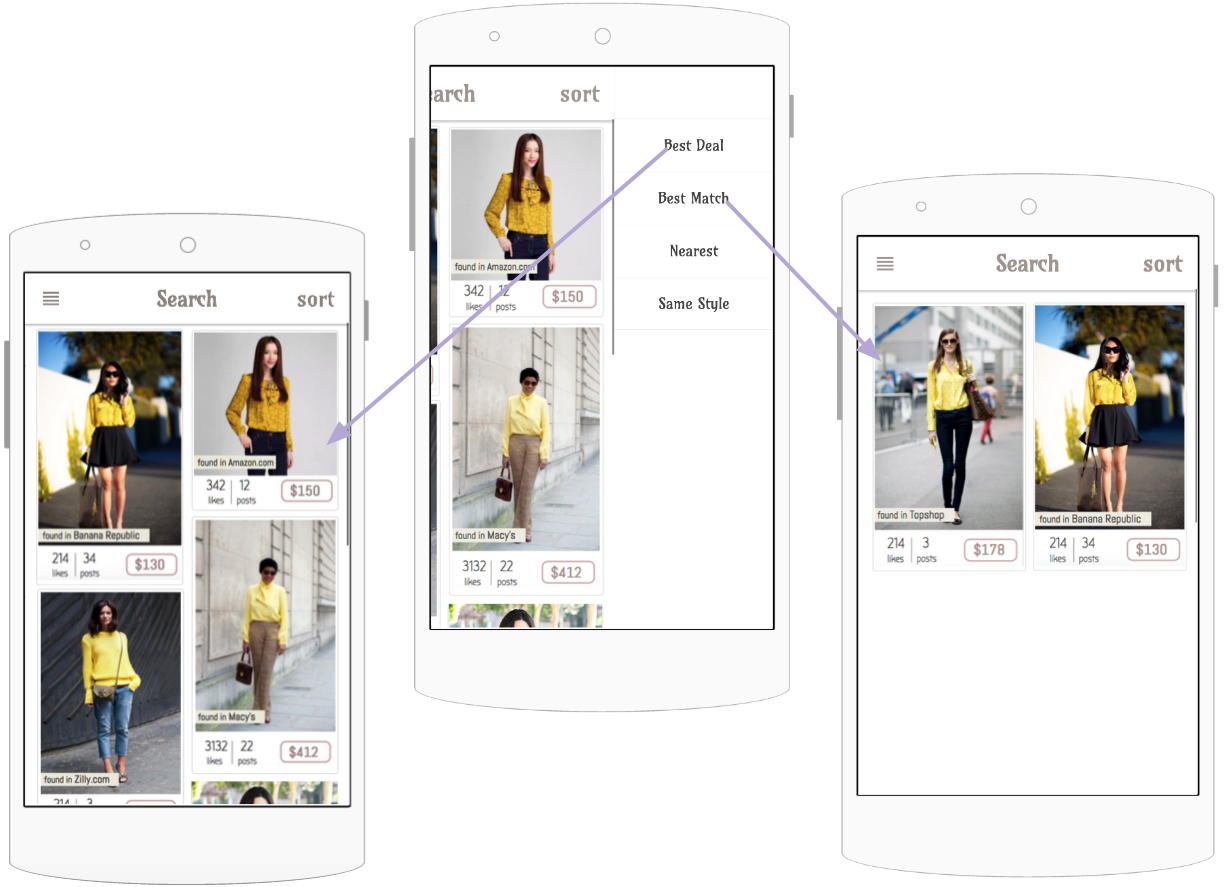 Search sort
found in Banana Republic
214 34 $130
likes posts
found in Zilly.com
214 3
found in Amazon.com
342 12 $150
likes posts
found in Macy's
3132 22 $412
likes posts
earch sort
found in Amazon.com
342 12 $150
likes posts
found in Macy's
3132 22 $412
likes posts
Best Deal
Best Match
Nearest
Same Style
Search sort
found in Topshop
214 3 $178
likes posts
found in Banana Republic
214 34 $130
likes posts